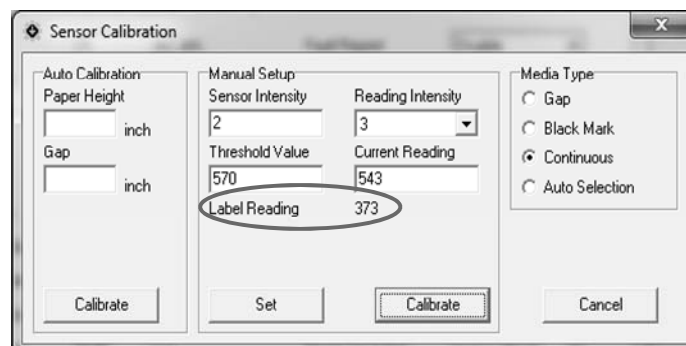 Sensor Calibration
Auto Calibration
Paper Height
inch
Gap
inch
Calibrate
Manual Setup
Sensor Intensity Reading Intensity
2 3
Threshold Value Current Reading
570 543
Label Reading 373
Set Calibrate
Media Type
Gap
Black Mark
Continuous
Auto Selection
Cancel